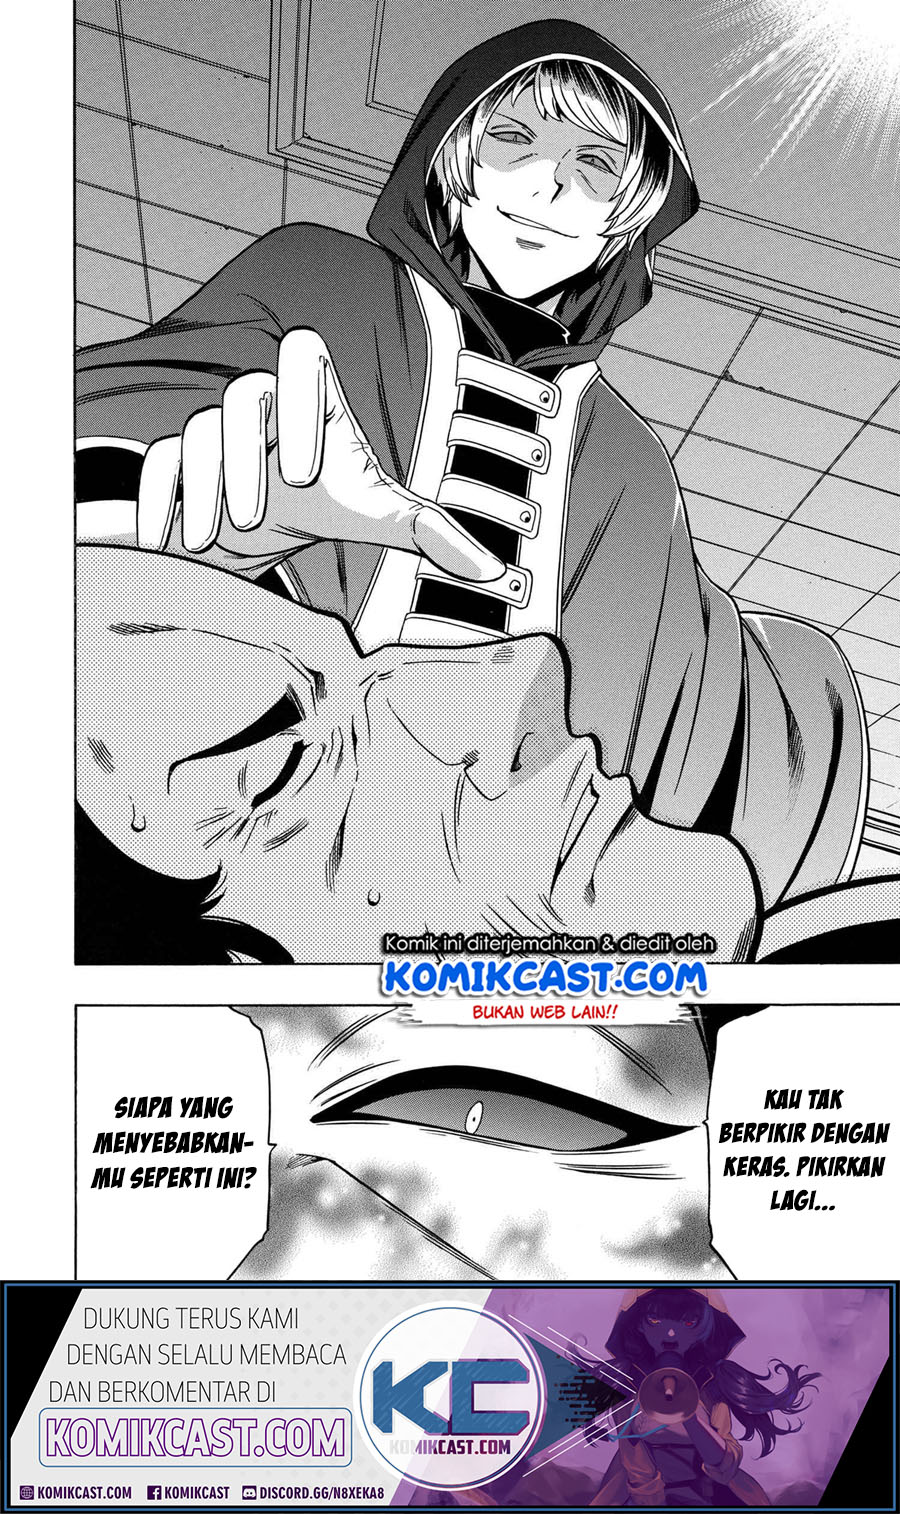 Komik ini diterjemahkan & diedit oleh
KOMIKCAST.COM
BUKAN WEB LAIN!!
KAU TAK
BERPIKIR DENGAN
KERAS. PIKIRKAN
LAGI...
SIAPA YANG
MENYEBABKAN-
MU SEPERTI INI?
DUKUNG TERUS KAMI
DENGAN SELALU MEMBACA
DAN BERKOMENTAR DI
KOMIKCAST.COM
KC
KOMIKCAST.COM
KOMIKCAST.COM KOMIKCAST DISCORD.GG/N8XEKA8